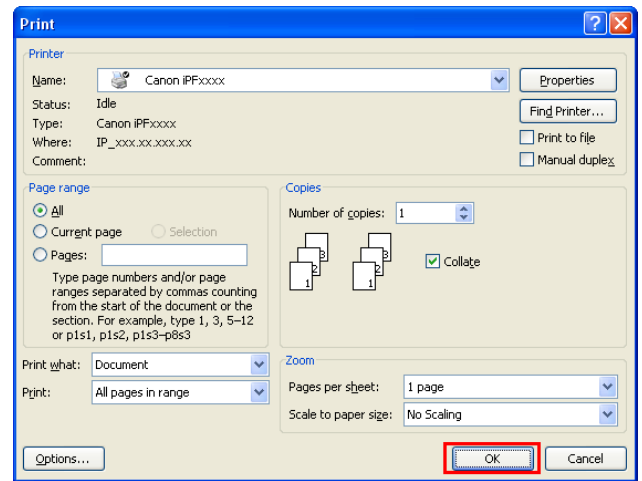 Print
Printer
Name: Canon iPFxxxx Properties
Status: Idle Find Printer...
Type: Canon iPFxxxx
Where: IP_xxx.xx.xxx.xx Print to file
Comment: Manual duplex
Page range
All
Current page Selection
Pages:
Type page numbers and/or page
ranges separated by commas counting
from the start of the document or the
section. For example, type 1, 3, 5–12
or p1s1, p1s2, p1s3–p8s3
Copies
Number of copies: 1
3 3
2 2
1 1
Collate
Print what: Document
Print: All pages in range
Zoom
Pages per sheet: 1 page
Scale to paper size: No Scaling
Options... OK Cancel